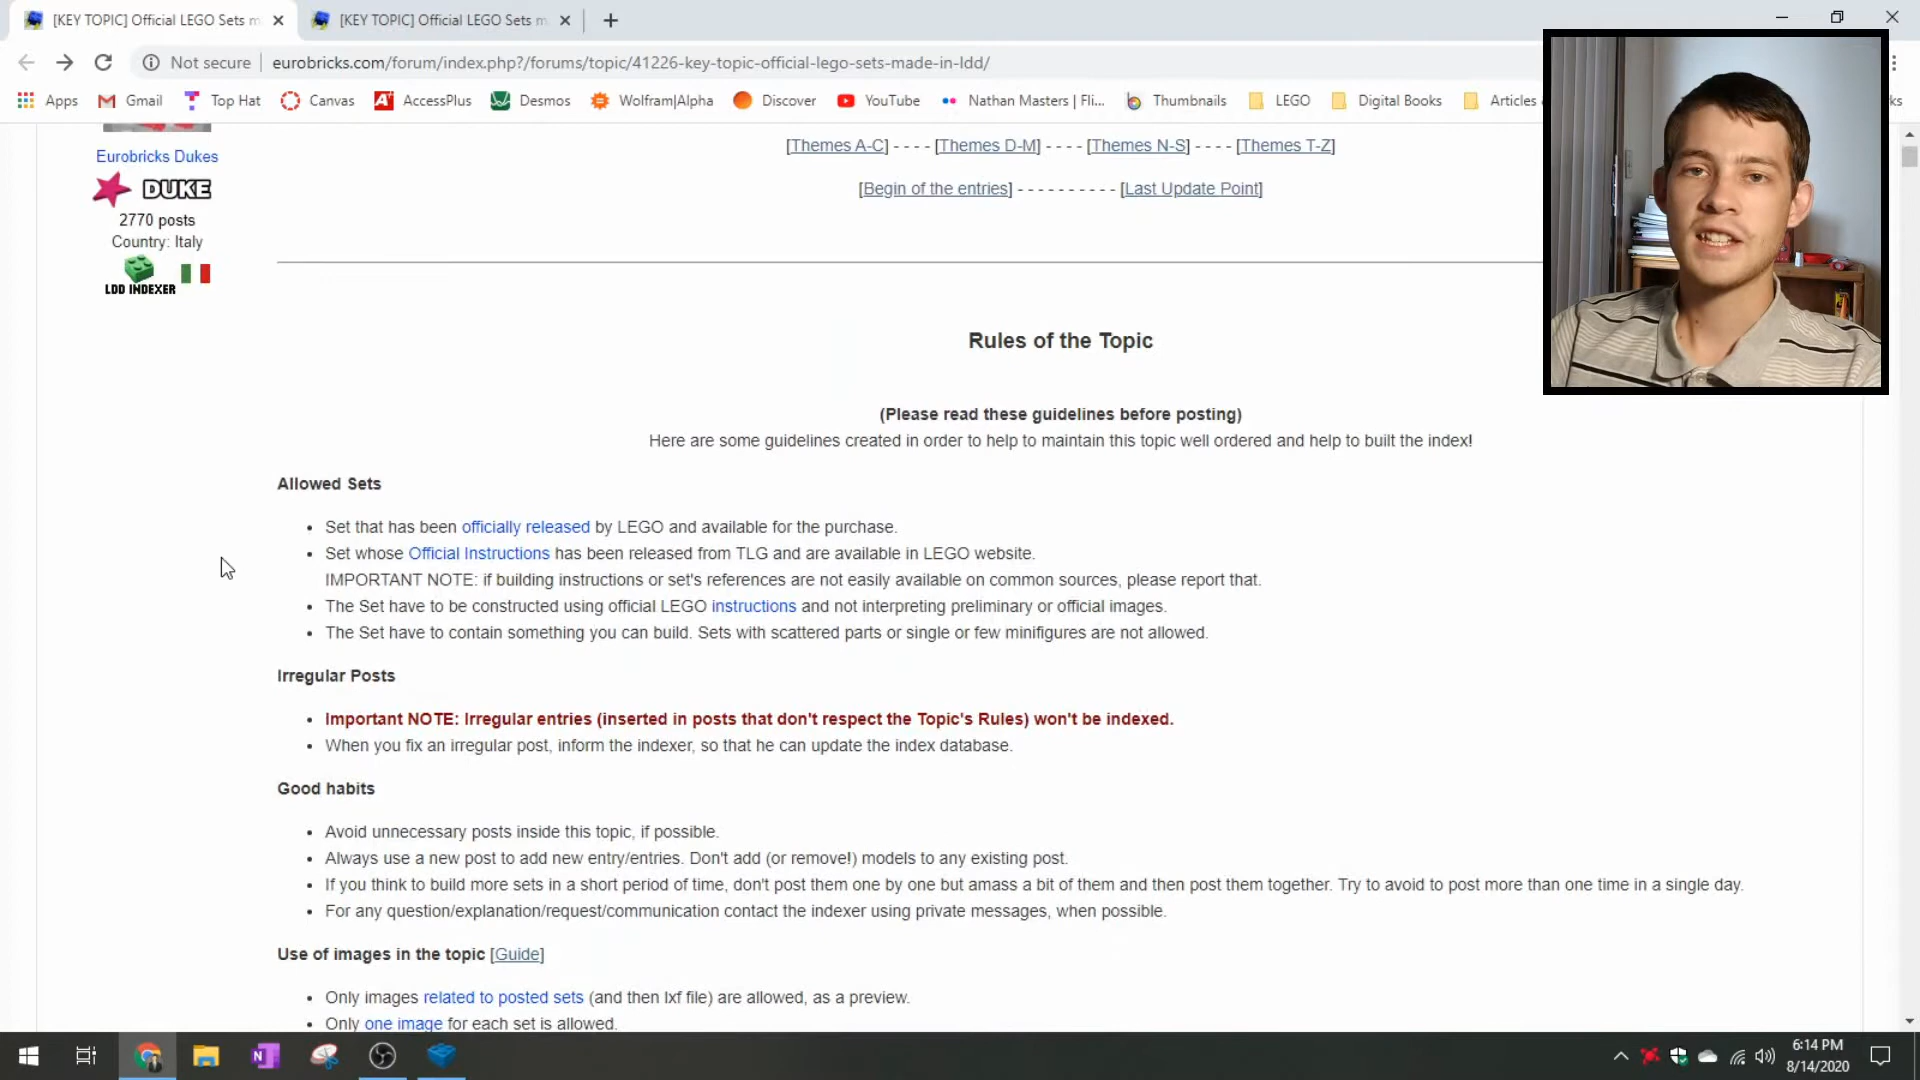 [KEY TOPIC] Official LEGO Sets m
[KEY TOPIC] Official LEGO Sets m
Not secure
eurobricks.com/forum/index.php?/forums/topic/41226-key-topic-official-lego-sets-made-in-ldd/
Apps
Gmail
Top Hat
Canvas
AccessPlus
Desmos
Wolfram|Alpha
Discover
YouTube
Nathan Masters | Fli...
Thumbnails
LEGO
Digital Books
Articles
Eurobricks Dukes
DUKE
2770 posts
Country: Italy
LDD INDEXER
[Themes A-C] - - - - [Themes D-M] - - - - [Themes N-S] - - - - [Themes T-Z]
[Begin of the entries] - - - - - - - - - - [Last Update Point]
Rules of the Topic
(Please read these guidelines before posting)
Here are some guidelines created in order to help to maintain this topic well ordered and help to built the index!
Allowed Sets
• Set that has been officially released by LEGO and available for the purchase.
• Set whose Official Instructions has been released from TLG and are available in LEGO website.
IMPORTANT NOTE: if building instructions or set's references are not easily available on common sources, please report that.
• The Set have to be constructed using official LEGO instructions and not interpreting preliminary or official images.
• The Set have to contain something you can build. Sets with scattered parts or single or few minifigures are not allowed.
Irregular Posts
• Important NOTE: Irregular entries (inserted in posts that don't respect the Topic's Rules) won't be indexed.
• When you fix an irregular post, inform the indexer, so that he can update the index database.
Good habits
• Avoid unnecessary posts inside this topic, if possible.
• Always use a new post to add new entry/entries. Don't add (or remove!) models to any existing post.
• If you think to build more sets in a short period of time, don't post them one by one but amass a bit of them and then post them together. Try to avoid to post more than one time in a single day.
• For any question/explanation/request/communication contact the indexer using private messages, when possible.
Use of images in the topic [Guide]
• Only images related to posted sets (and then lxf file) are allowed, as a preview.
• Only one image for each set is allowed.
6:14 PM
8/14/2020